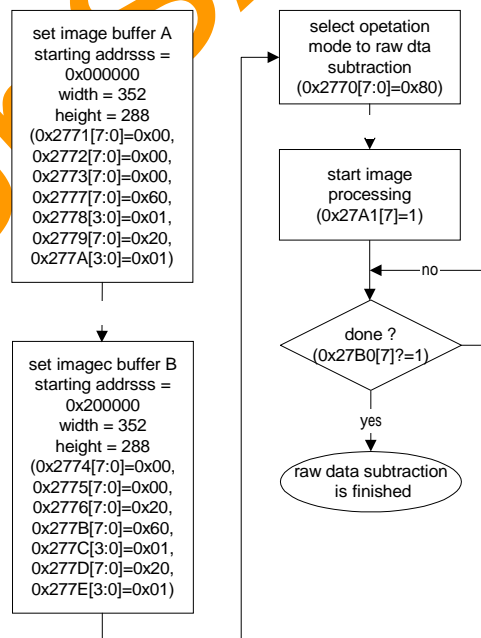 set image buffer A
starting addrsss =
0x000000
width = 352
height = 288
(0x2771[7:0]=0x00,
0x2772[7:0]=0x00,
0x2773[7:0]=0x00,
0x2777[7:0]=0x60,
0x2778[3:0]=0x01,
0x2779[7:0]=0x20,
0x277A[3:0]=0x01)
set imagec buffer B
starting addrsss =
0x200000
width = 352
height = 288
(0x2774[7:0]=0x00,
0x2775[7:0]=0x00,
0x2776[7:0]=0x20,
0x277B[7:0]=0x60,
0x277C[3:0]=0x01,
0x277D[7:0]=0x20,
0x277E[3:0]=0x01)
select opetation
mode to raw dta
subtraction
(0x2770[7:0]=0x80)
start image
processing
(0x27A1[7]=1)
no
done ?
(0x27B0[7]?=1)
yes
raw data subtraction
is finished